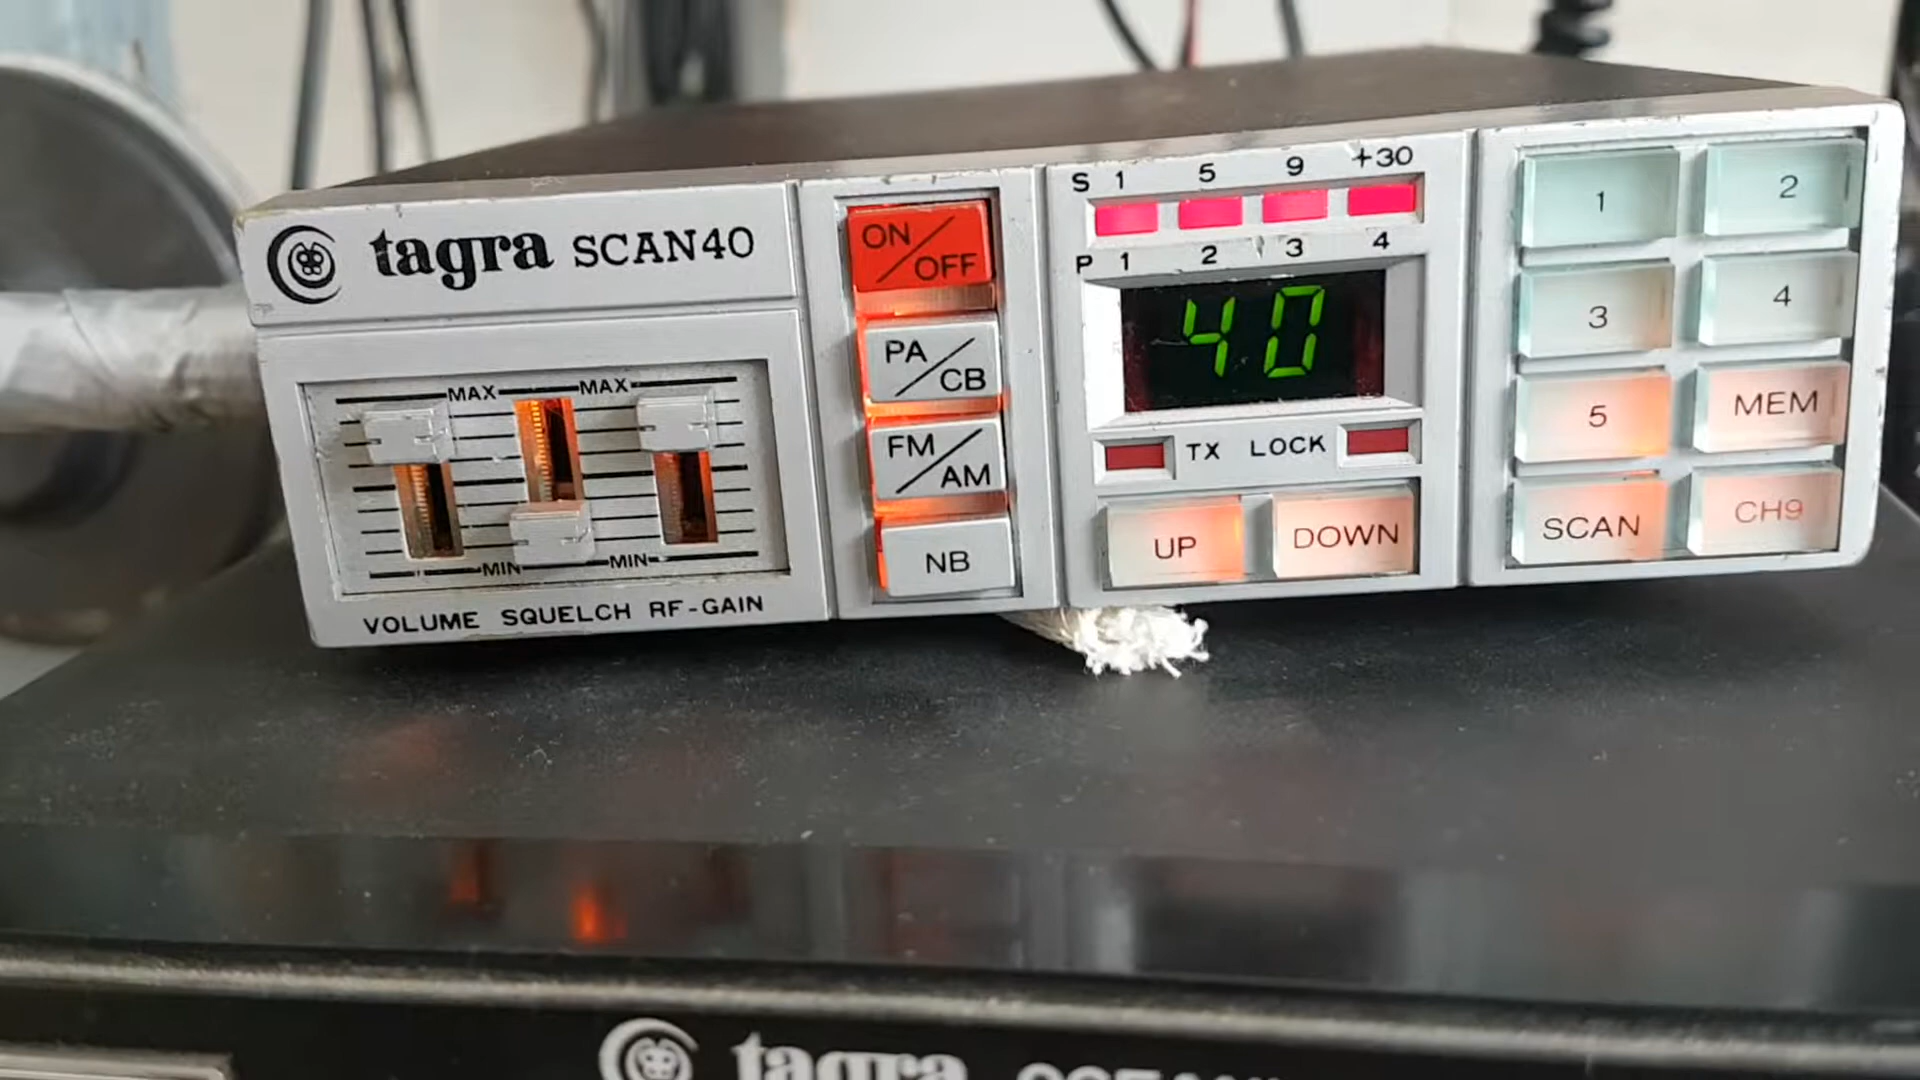 tagra SCAN40
MAX MAX
MIN MIN
VOLUME SQUELCH RF-GAIN
ON/OFF
PA/CB
FM/AM
NB
S 1 5 9 +30
P 1 2 3 4
40
TX LOCK
UP DOWN
1 2
3 4
5 MEM
SCAN CH9
tagra